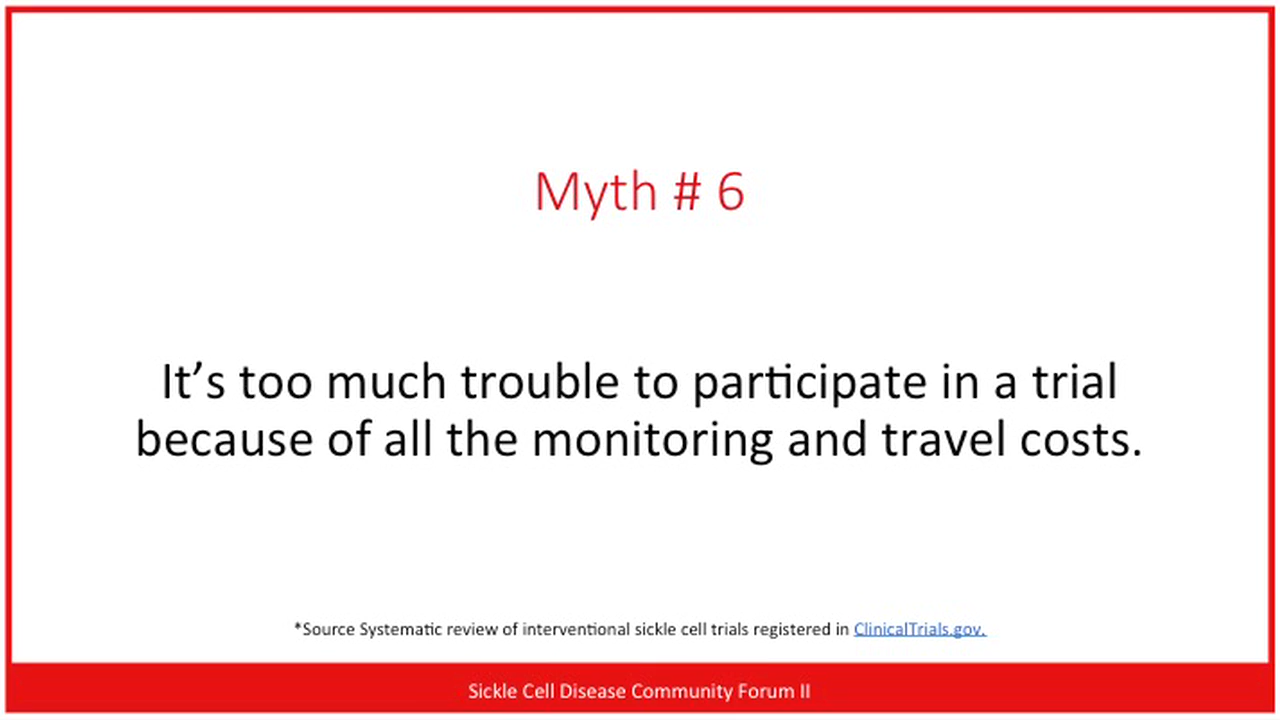 Myth # 6
It’s too much trouble to participate in a trial
because of all the monitoring and travel costs.
*Source Systematic review of interventional sickle cell trials registered in ClinicalTrials.gov.
Sickle Cell Disease Community Forum II